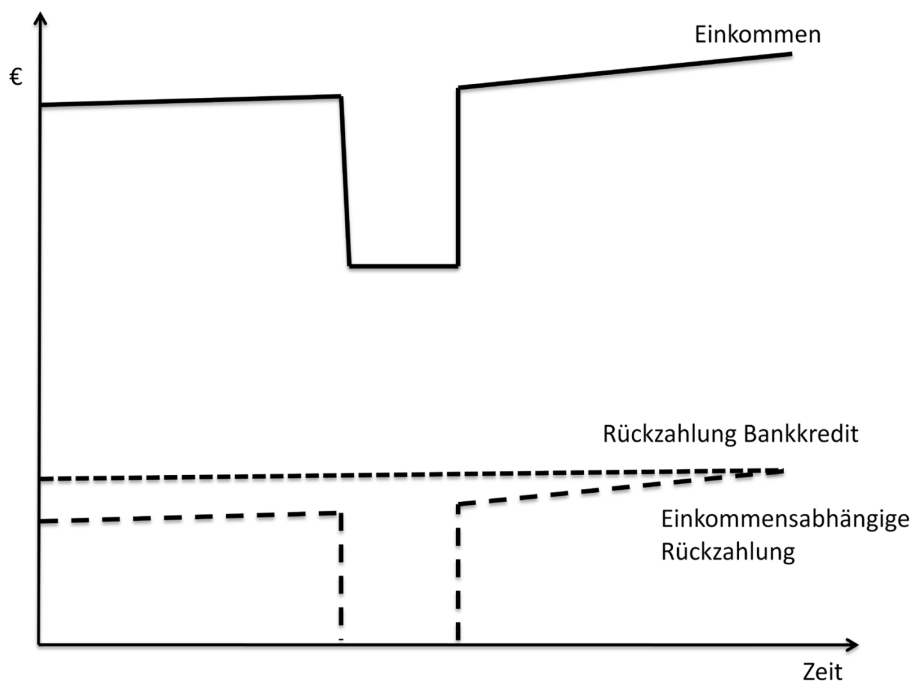 Einkommen
€
Rückzahlung Bankkredit
Einkommensabhängige
Rückzahlung
Zeit